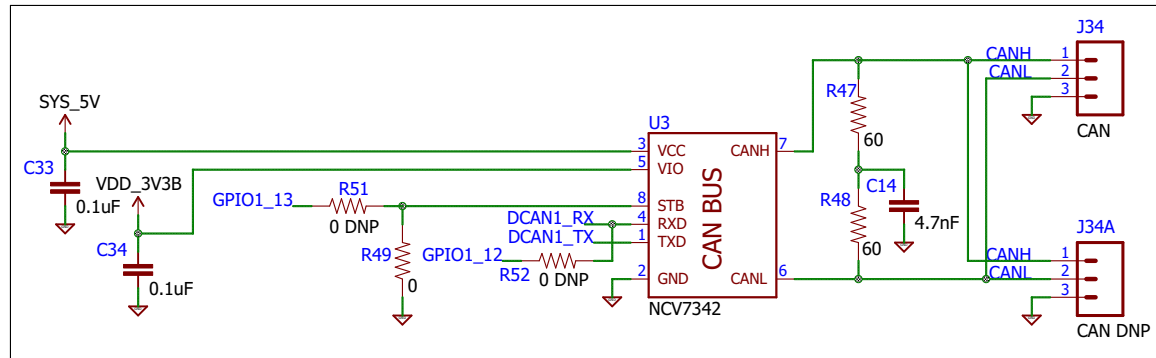 J34
CANH 1
CANL 2
3
CAN
SYS_5V
C33
0.1uF
VDD_3V3B
C34
0.1uF
GPIO1_13
R51
0 DNP
R49
0
DCAN1_RX
DCAN1_TX
GPIO1_12
R52
0 DNP
U3
3 VCC CANH 7
5 VIO
8 STB
4 RXD
1 TXD
2 GND CANL 6
CAN BUS
NCV7342
R47
60
R48
60
C14
4.7nF
J34A
CANH 1
CANL 2
3
CAN DNP